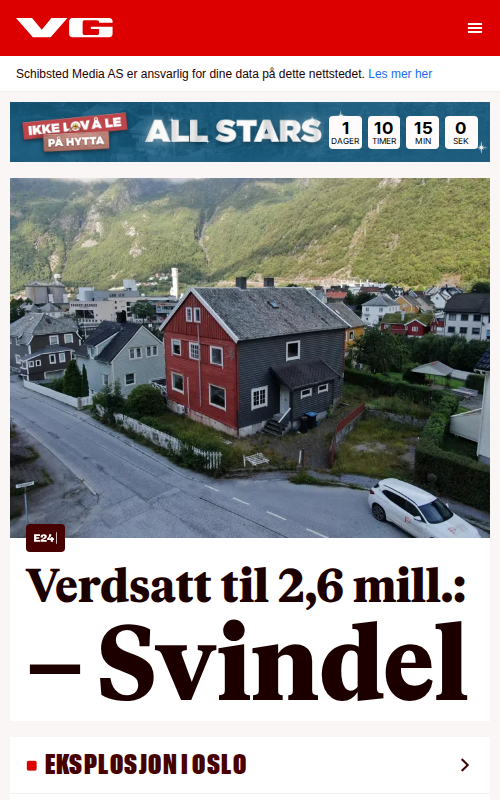 VG
Schibsted Media AS er ansvarlig for dine data på dette nettstedet. Les mer her
IKKE LOV Å LE
PÅ HYTTA
ALL STARS
1 10 15 0
DAGER TIMER MIN SEK
E24
Verdsatt til 2,6 mill.:
– Svindel
EKSPLOSJON I OSLO